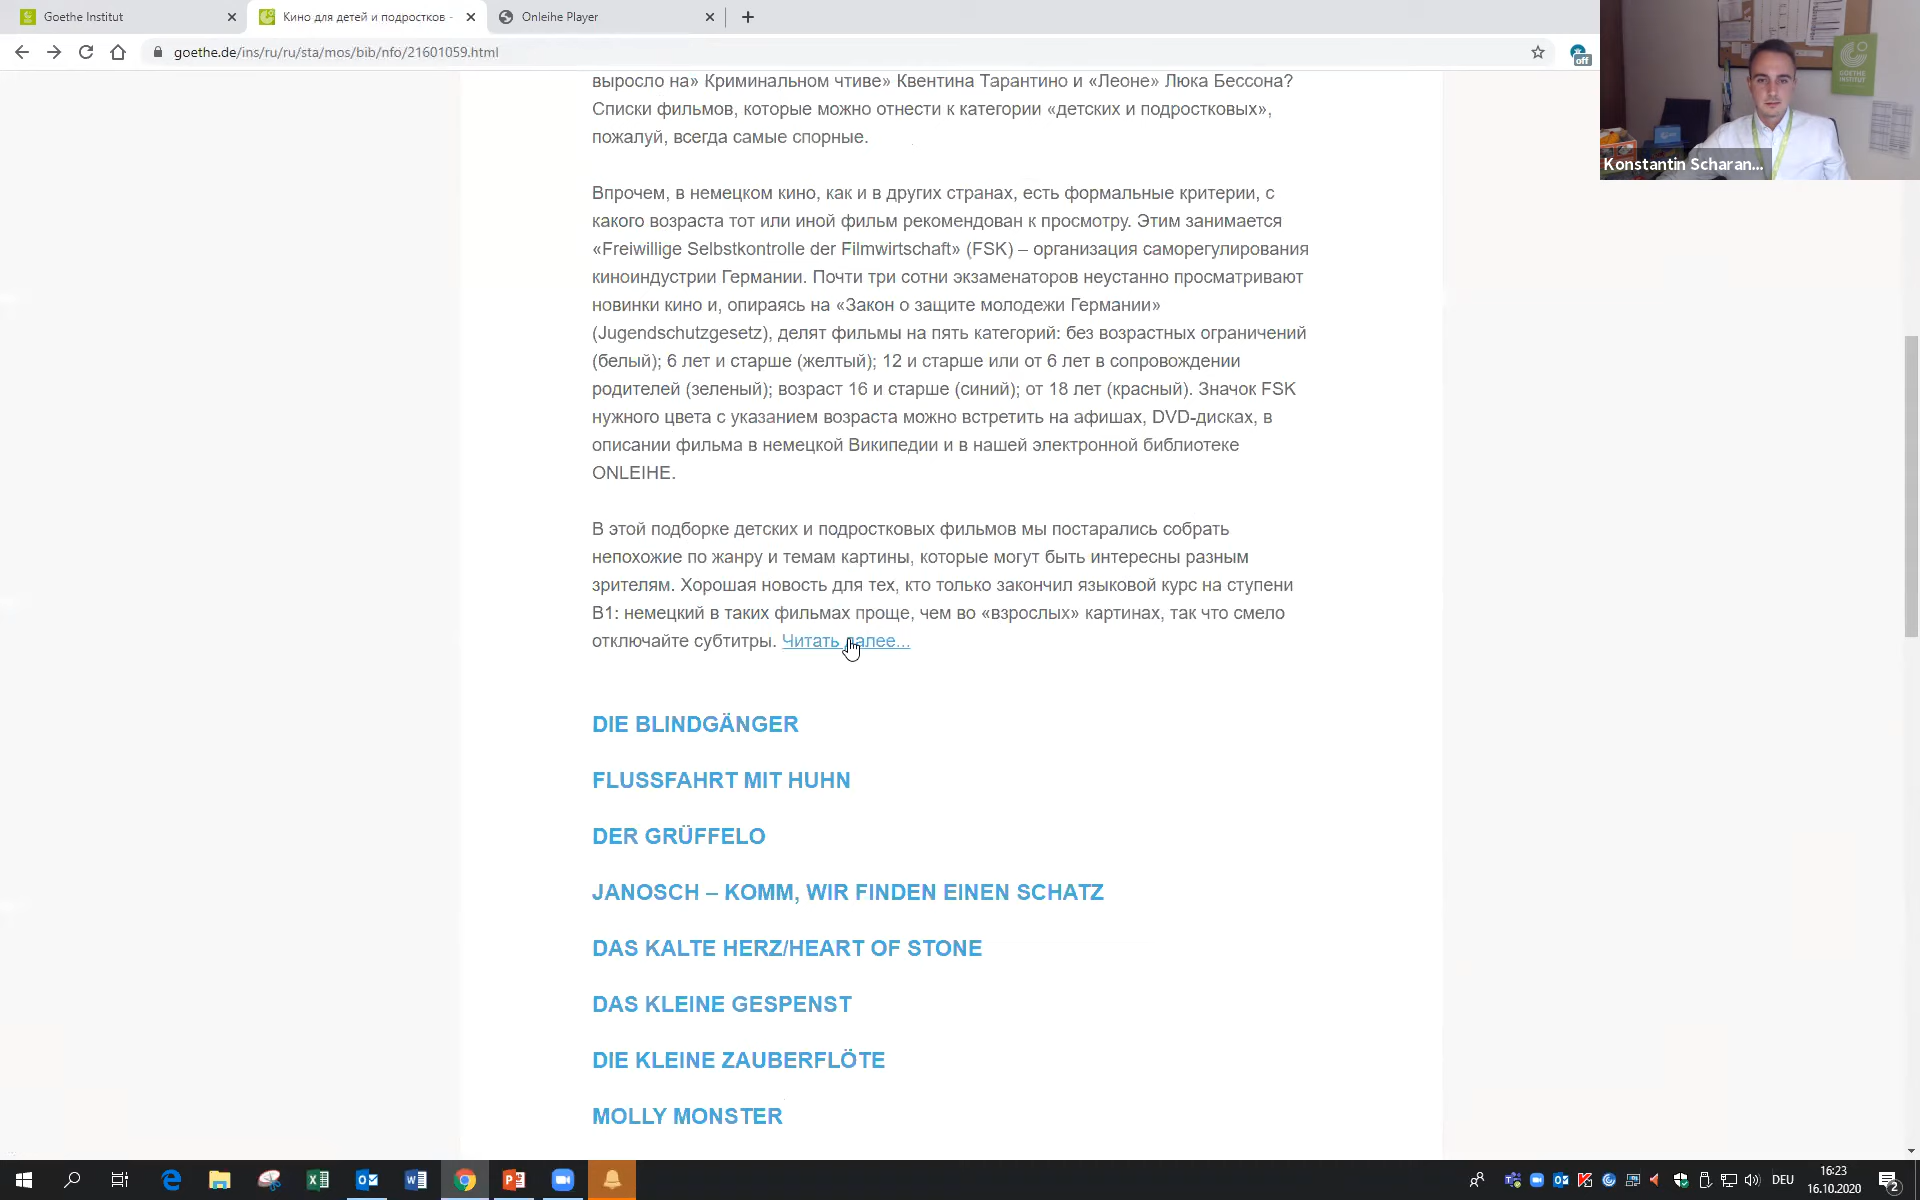 Goethe Institut
Кино для детей и подростков -
Onleihe Player
goethe.de/ins/ru/ru/sta/mos/bib/nfo/21601059.html
off
GOETHE
INSTITUT
Konstantin Scharan...
выросло на» Криминальном чтиве» Квентина Тарантино и «Леоне» Люка Бессона?
Списки фильмов, которые можно отнести к категории «детских и подростковых»,
пожалуй, всегда самые спорные.
Впрочем, в немецком кино, как и в других странах, есть формальные критерии, с
какого возраста тот или иной фильм рекомендован к просмотру. Этим занимается
«Freiwillige Selbstkontrolle der Filmwirtschaft» (FSK) – организация саморегулирования
киноиндустрии Германии. Почти три сотни экзаменаторов неустанно просматривают
новинки кино и, опираясь на «Закон о защите молодежи Германии»
(Jugendschutzgesetz), делят фильмы на пять категорий: без возрастных ограничений
(белый); 6 лет и старше (желтый); 12 и старше или от 6 лет в сопровождении
родителей (зеленый); возраст 16 и старше (синий); от 18 лет (красный). Значок FSK
нужного цвета с указанием возраста можно встретить на афишах, DVD-дисках, в
описании фильма в немецкой Википедии и в нашей электронной библиотеке
ONLEIHE.
В этой подборке детских и подростковых фильмов мы постарались собрать
непохожие по жанру и темам картины, которые могут быть интересны разным
зрителям. Хорошая новость для тех, кто только закончил языковой курс на ступени
B1: немецкий в таких фильмах проще, чем во «взрослых» картинах, так что смело
отключайте субтитры. Читать далее...
DIE BLINDGÄNGER
FLUSSFAHRT MIT HUHN
DER GRÜFFELO
JANOSCH – KOMM, WIR FINDEN EINEN SCHATZ
DAS KALTE HERZ/HEART OF STONE
DAS KLEINE GESPENST
DIE KLEINE ZAUBERFLÖTE
MOLLY MONSTER
DEU
16:23
16.10.2020
2